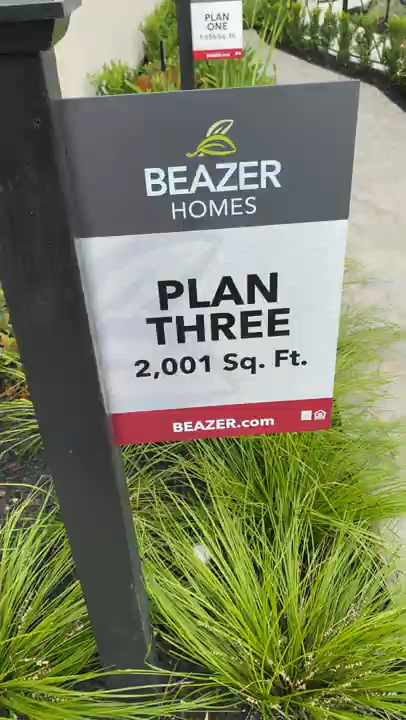 PLAN
ONE
BEAZER
HOMES
PLAN
THREE
2,001 Sq. Ft.
BEAZER.com